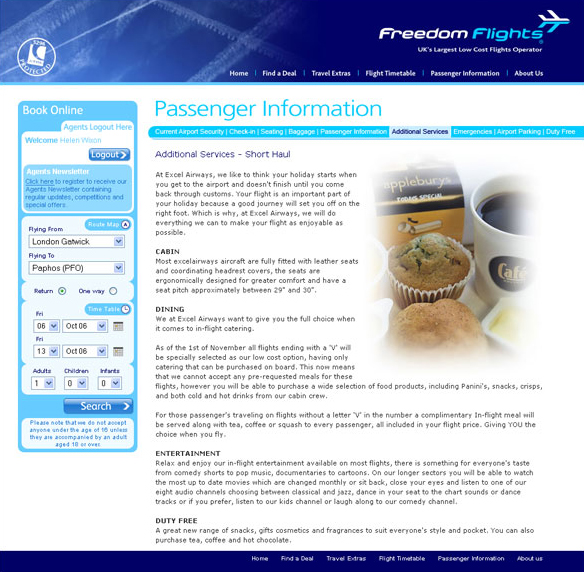 Freedom Flights
UK's Largest Low Cost Flights Operator
PROTECTED
Home | Find a Deal | Travel Extras | Flight Timetable | Passenger Information | About Us
Book Online
Agents Logout Here
Welcome Helen Wixon
Logout
Agents Newsletter
Click here to register to receive our
Agents Newsletter containing
regular updates, competitions and
special offers.
Route Map
Flying From
London Gatwick
Flying To
Paphos (PFO)
Return One way
Time Table
Fri
06 Oct 06
Fri
13 Oct 06
Adults Children Infants
1 0 0
Search
Please note that we do not accept
anyone under the age of 16 unless
they are accompanied by an adult
aged 18 or over.
Passenger Information
Current Airport Security | Check-in | Seating | Baggage | Passenger Information | Additional Services | Emergencies | Airport Parking | Duty Free
Additional Services - Short Haul
At Excel Airways, we like to think your holiday starts when
you get to the airport and doesn't finish until you come
back through customs. Your flight is an important part of
your holiday because a good journey will set you off on the
right foot. Which is why, at Excel Airways, we will do
everything we can to make your flight as enjoyable as
possible.
CABIN
Most excelairways aircraft are fully fitted with leather seats
and coordinating headrest covers, the seats are
ergonomically designed for greater comfort and have a
seat pitch approximately between 29" and 30".
DINING
We at Excel Airways want to give you the full choice when
it comes to in-flight catering.
As of the 1st of November all flights ending with a 'V' will
be specially selected as our low cost option, having only
catering that can be purchased on board. This now means
that we cannot accept any pre-requested meals for these
flights, however you will be able to purchase a wide selection of food products, including Panini's, snacks, crisps,
and both cold and hot drinks from our cabin crew.
For those passenger's traveling on flights without a letter 'V' in the number a complimentary In-flight meal will
be served along with tea, coffee or squash to every passenger, all included in your flight price. Giving YOU the
choice when you fly.
ENTERTAINMENT
Relax and enjoy our in-flight entertainment available on most flights, there is something for everyone's taste
from comedy shorts to pop music, documentaries to cartoons. On our longer sectors you will be able to watch
the most up to date movies which are changed monthly or sit back, close your eyes and listen to one of our
eight audio channels choosing between classical and jazz, dance in your seat to the chart sounds or dance
tracks or if you prefer, listen to our kids channel or laugh along to our comedy channel.
DUTY FREE
A great new range of snacks, gifts cosmetics and fragrances to suit everyone's style and pocket. You can also
purchase tea, coffee and hot chocolate.
appleburys
SPECIAL
Café
Home Find a Deal Travel Extras Flight Timetable Passenger Information About us